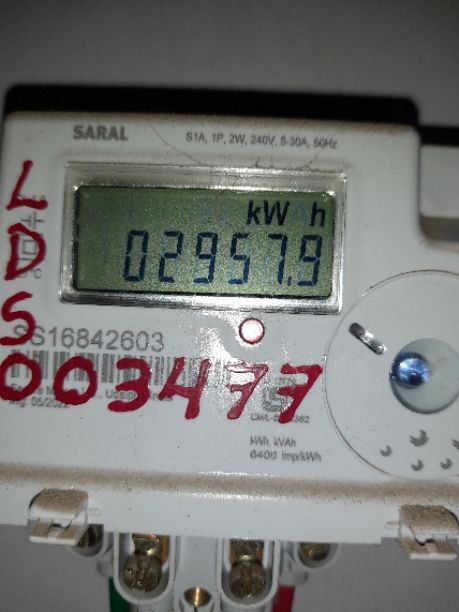 SARAL
S1A, 1P, 2W, 240V, 5-30A, 50Hz
kWh
02957.9
LDS
SS16842603
003477
kWh, kVAh
6400 imp/kWh